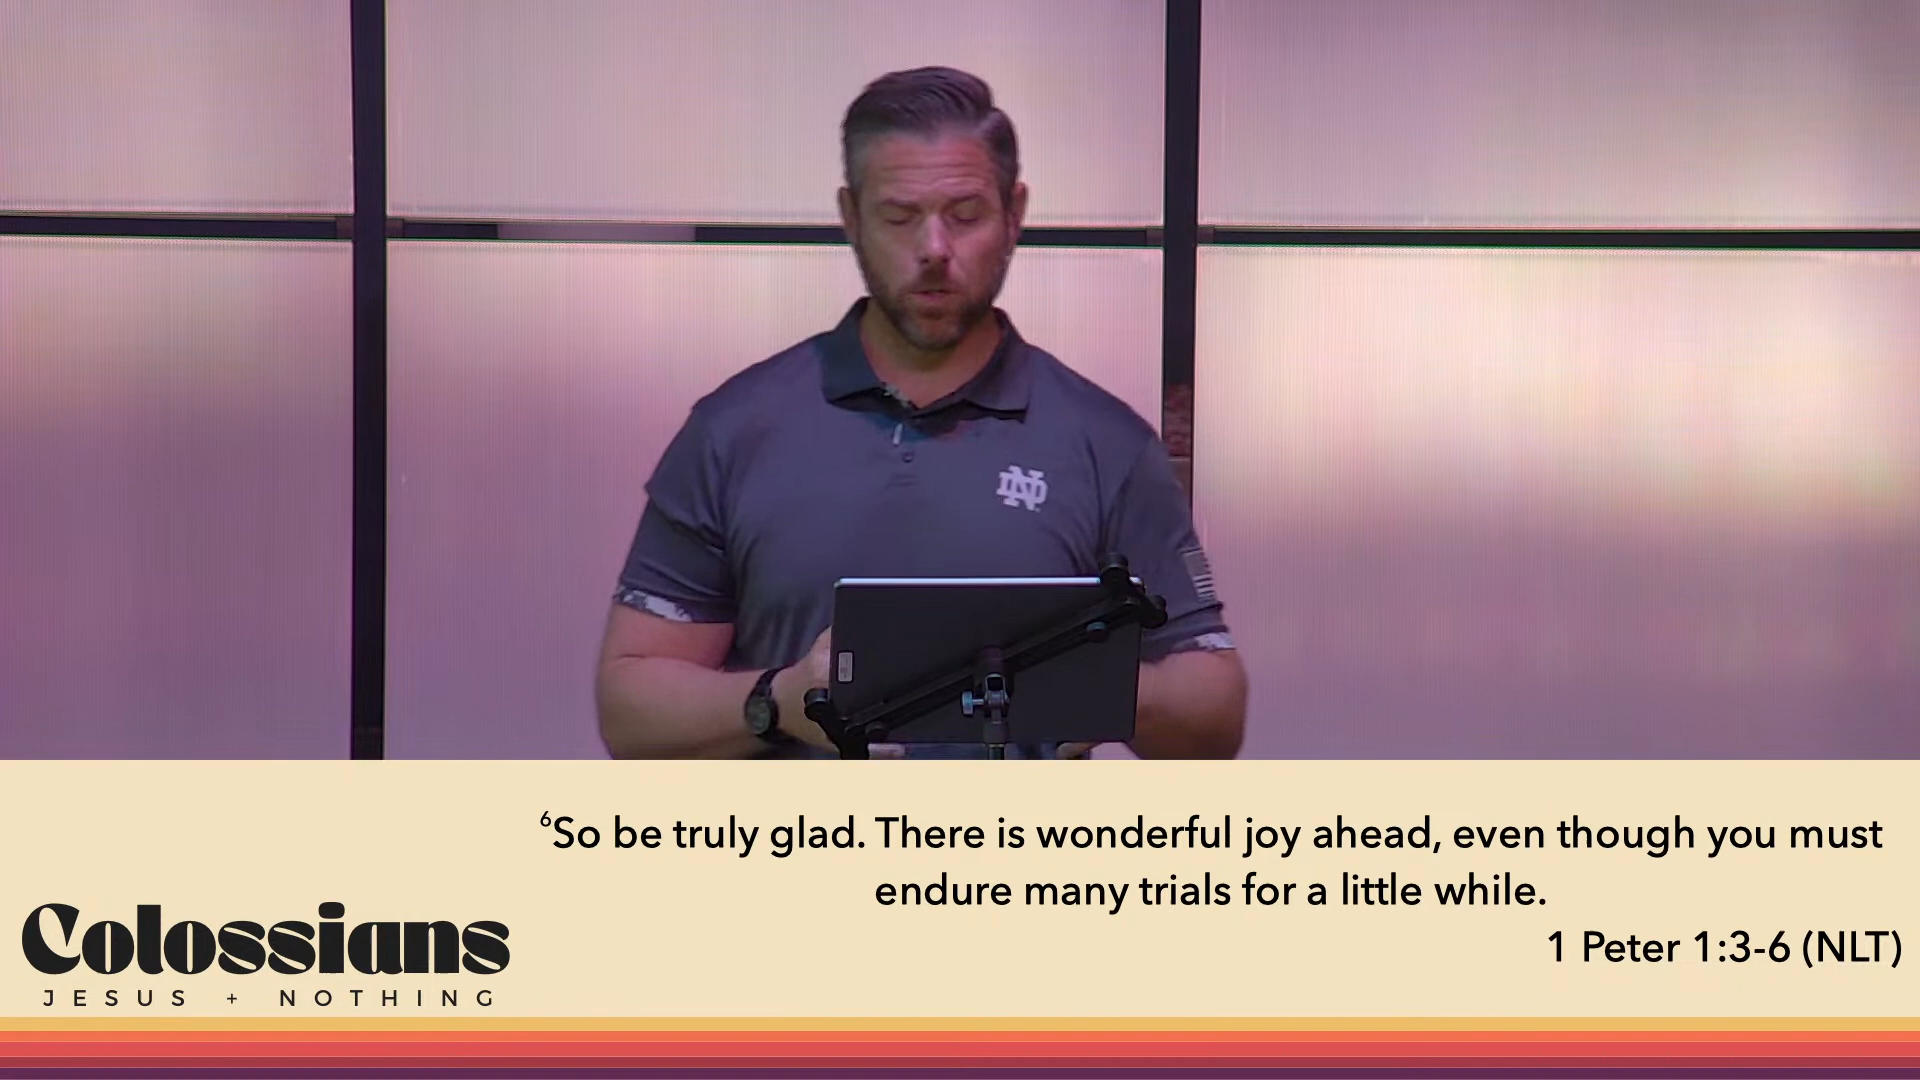 ND
⁶So be truly glad. There is wonderful joy ahead, even though you must
endure many trials for a little while.
1 Peter 1:3-6 (NLT)
Colossians
JESUS + NOTHING